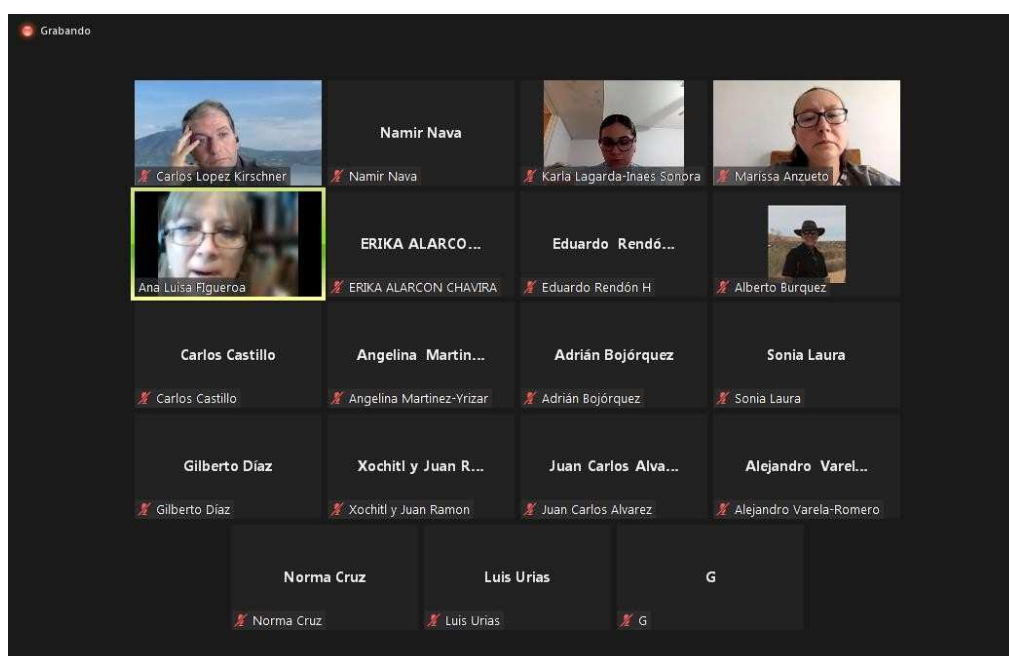 Grabando
Carlos Lopez Kirschner
Namir Nava
Namir Nava
Karla Lagarda-Inaes Sonora
Marissa Anzueto
Ana Luisa FIgueroa
ERIKA ALARCO...
ERIKA ALARCON CHAVIRA
Eduardo Rendó...
Eduardo Rendón H
Alberto Burquez
Carlos Castillo
Carlos Castillo
Angelina Martin...
Angelina Martinez-Yrizar
Adrián Bojórquez
Adrián Bojórquez
Sonia Laura
Sonia Laura
Gilberto Díaz
Gilberto Díaz
Xochitl y Juan R...
Xochitl y Juan Ramon
Juan Carlos Alva...
Juan Carlos Alvarez
Alejandro Varel...
Alejandro Varela-Romero
Norma Cruz
Norma Cruz
Luis Urias
Luis Urias
G
G